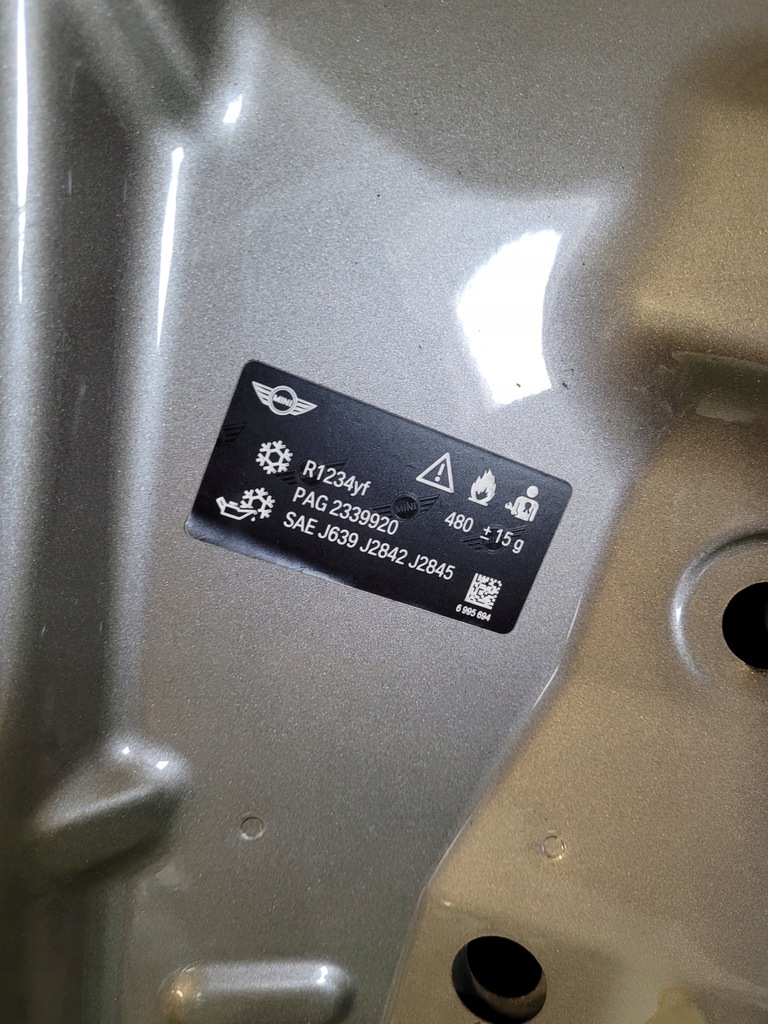 MINI
R1234yf
480 ± 15 g
PAG 2339920
SAE J639 J2842 J2845
6 995 694